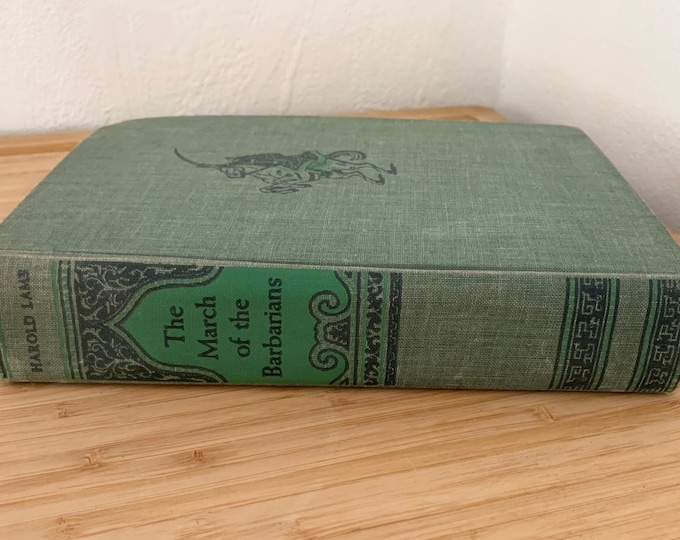 HAROLD LAMB
The
March
of the
Barbarians